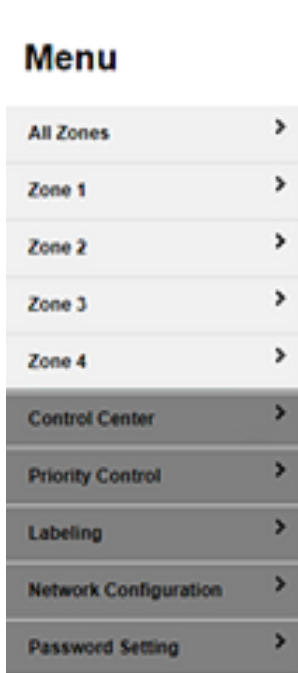 Menu
All Zones
Zone 1
Zone 2
Zone 3
Zone 4
Control Center
Priority Control
Labeling
Network Configuration
Password Setting